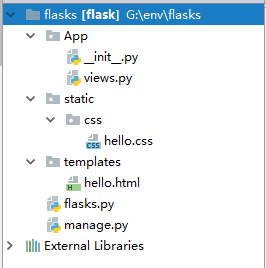 flasks [flask] G:\env\flasks
App
__init__.py
views.py
static
css
hello.css
templates
hello.html
flasks.py
manage.py
External Libraries